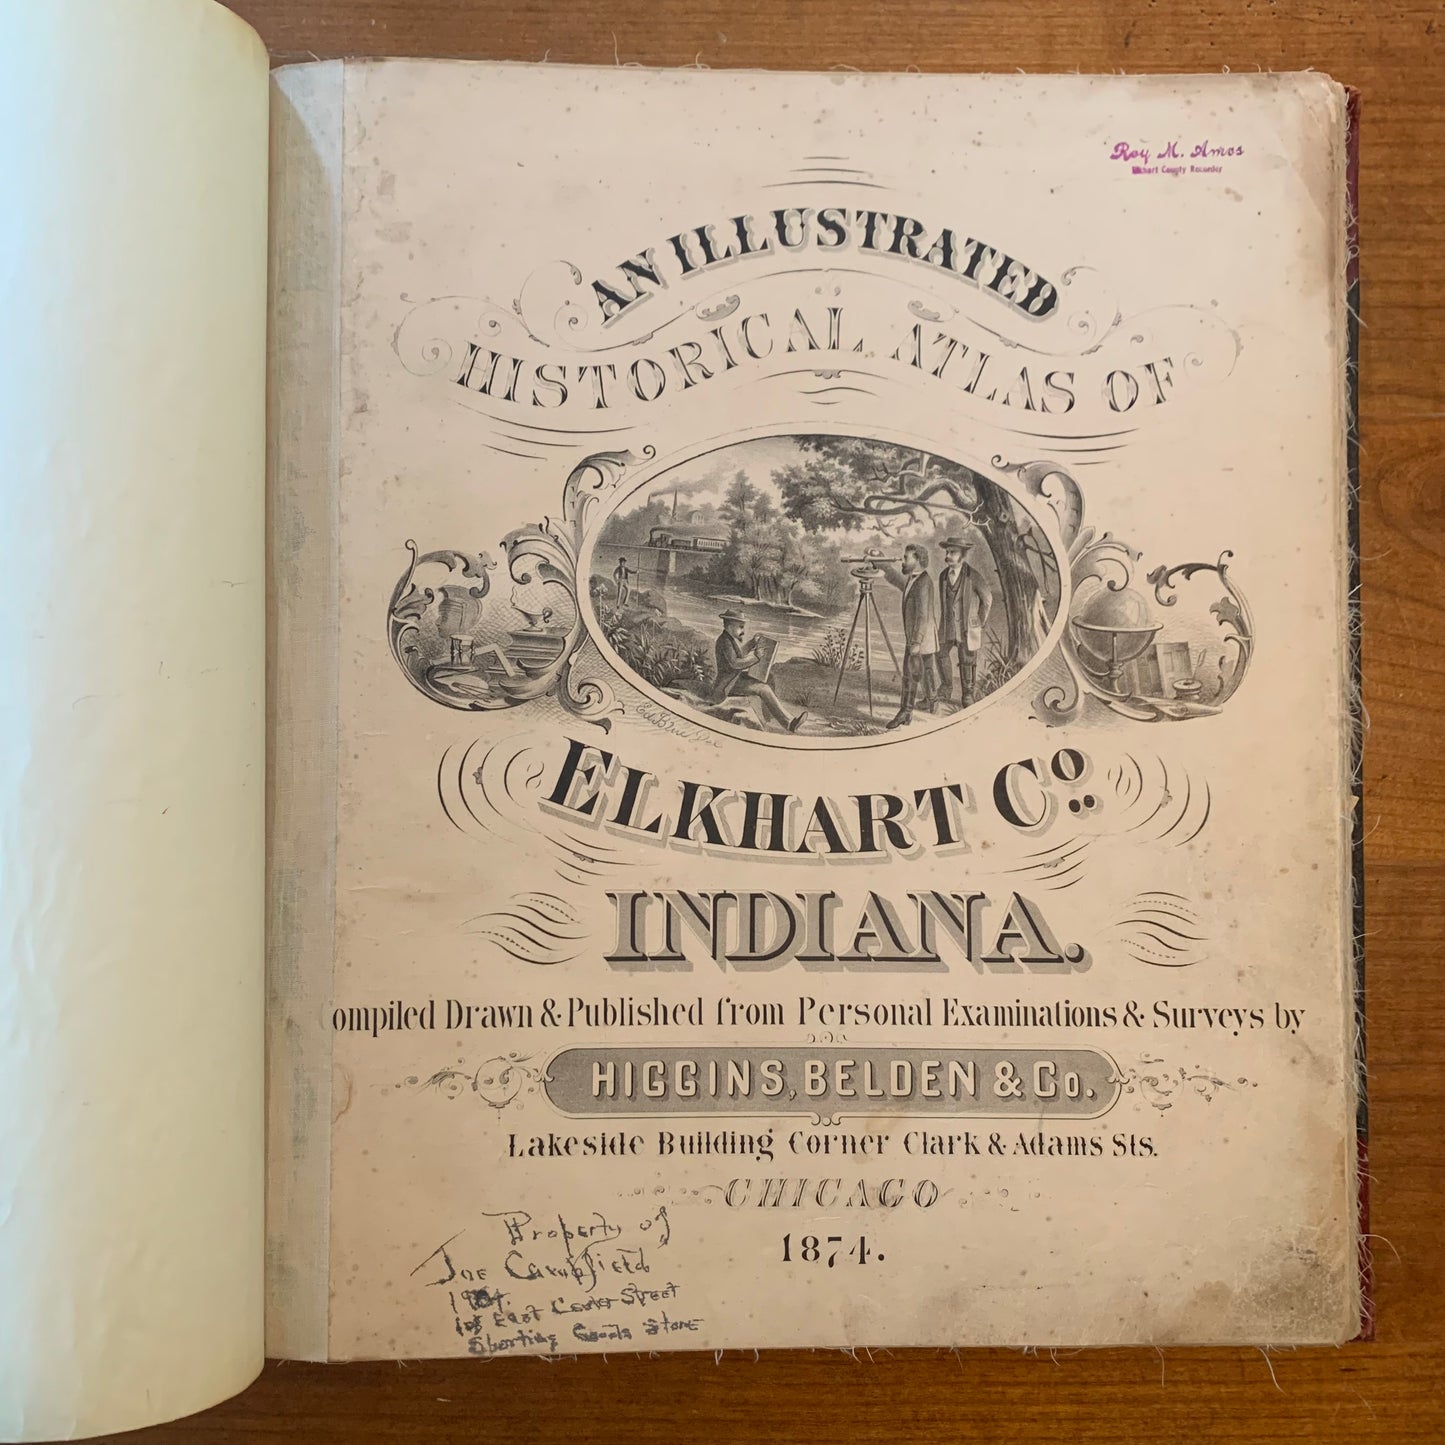 Roy M. Amos
Elkhart County Recorder
AN ILLUSTRATED
HISTORICAL ATLAS OF
ELKHART CO.
INDIANA.
ompiled Drawn & Published from Personal Examinations & Surveys by
HIGGINS, BELDEN & CO.
Lakeside Building Corner Clark & Adams Sts.
CHICAGO
1874.
Property of
Joe Campfield
East Street
Sporting Goods Store